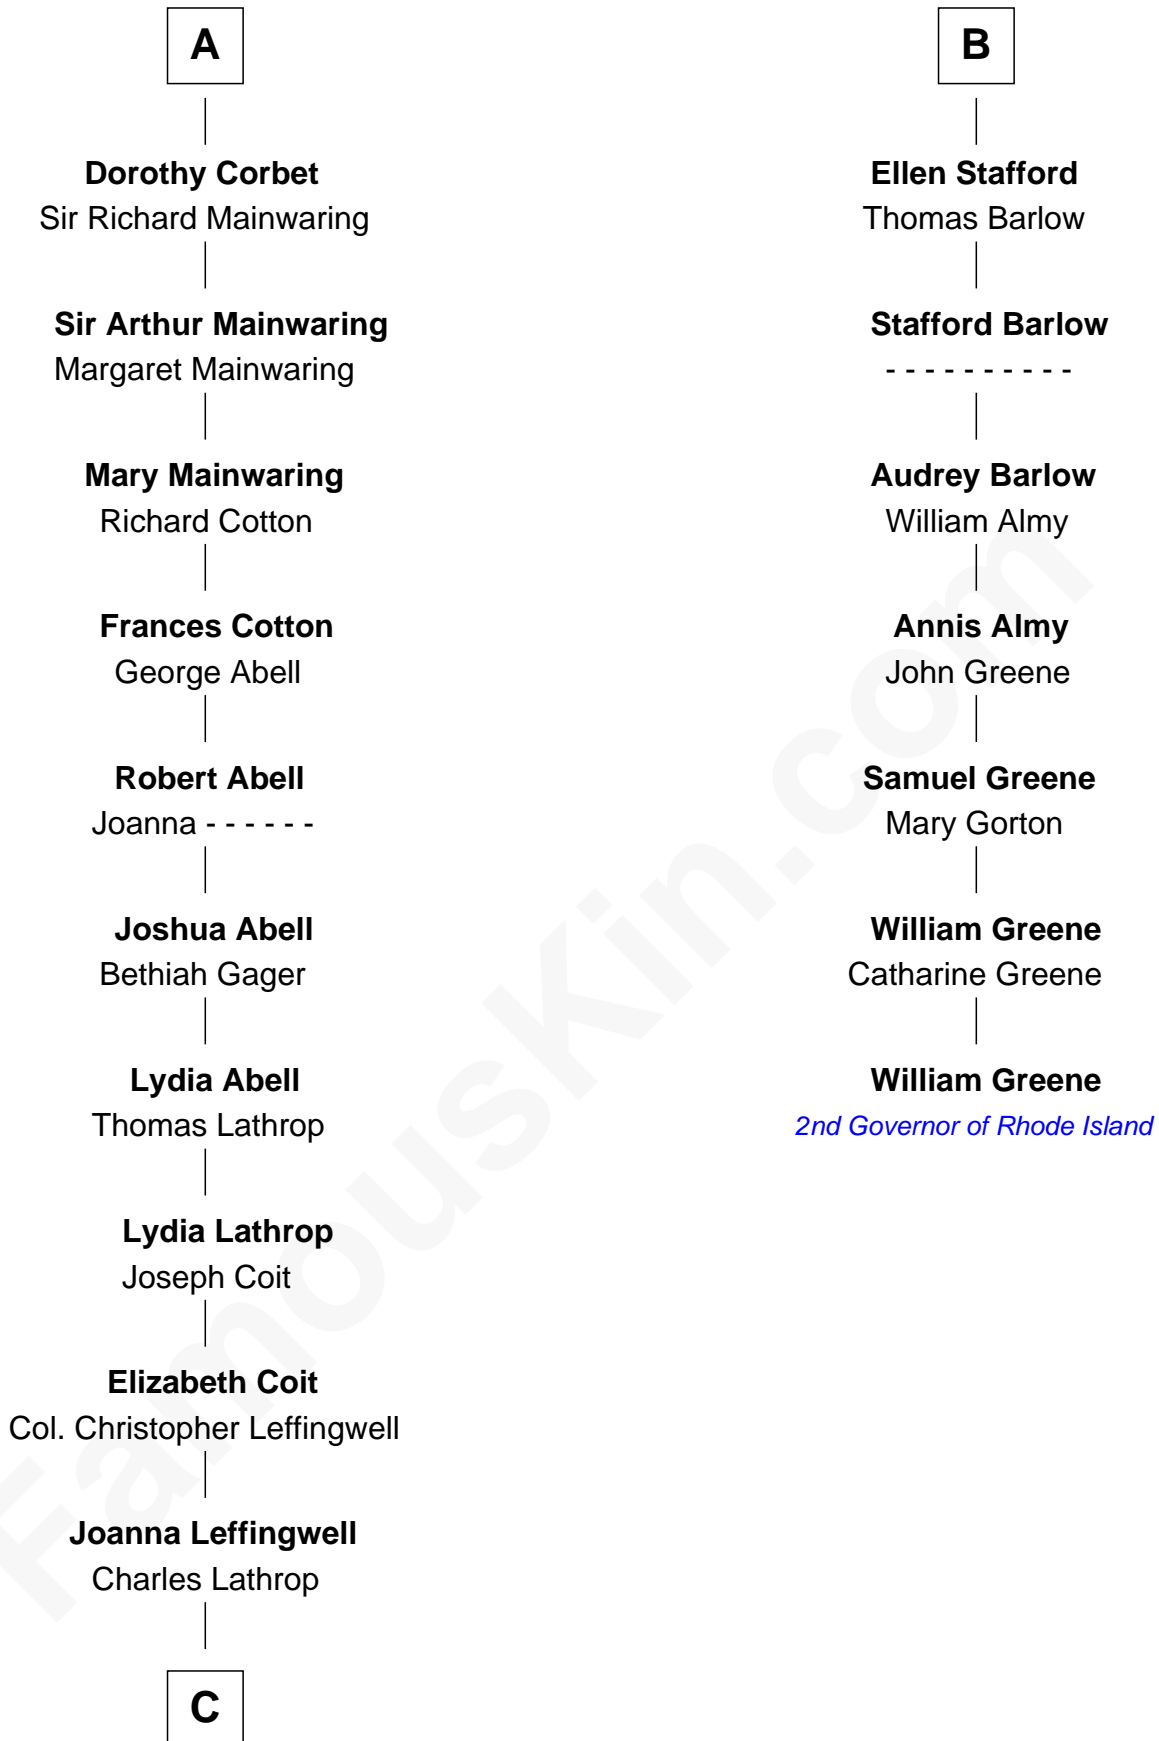 A
Dorothy Corbet
Sir Richard Mainwaring
Sir Arthur Mainwaring
Margaret Mainwaring
Mary Mainwaring
Richard Cotton
Frances Cotton
George Abell
Robert Abell
Joanna - - - - - -
Joshua Abell
Bethiah Gager
Lydia Abell
Thomas Lathrop
Lydia Lathrop
Joseph Coit
Elizabeth Coit
Col. Christopher Leffingwell
Joanna Leffingwell
Charles Lathrop
C
B
Ellen Stafford
Thomas Barlow
Stafford Barlow
- - - - - - - - - -
Audrey Barlow
William Almy
Annis Almy
John Greene
Samuel Greene
Mary Gorton
William Greene
Catharine Greene
William Greene
2nd Governor of Rhode Island
FamousKin.com